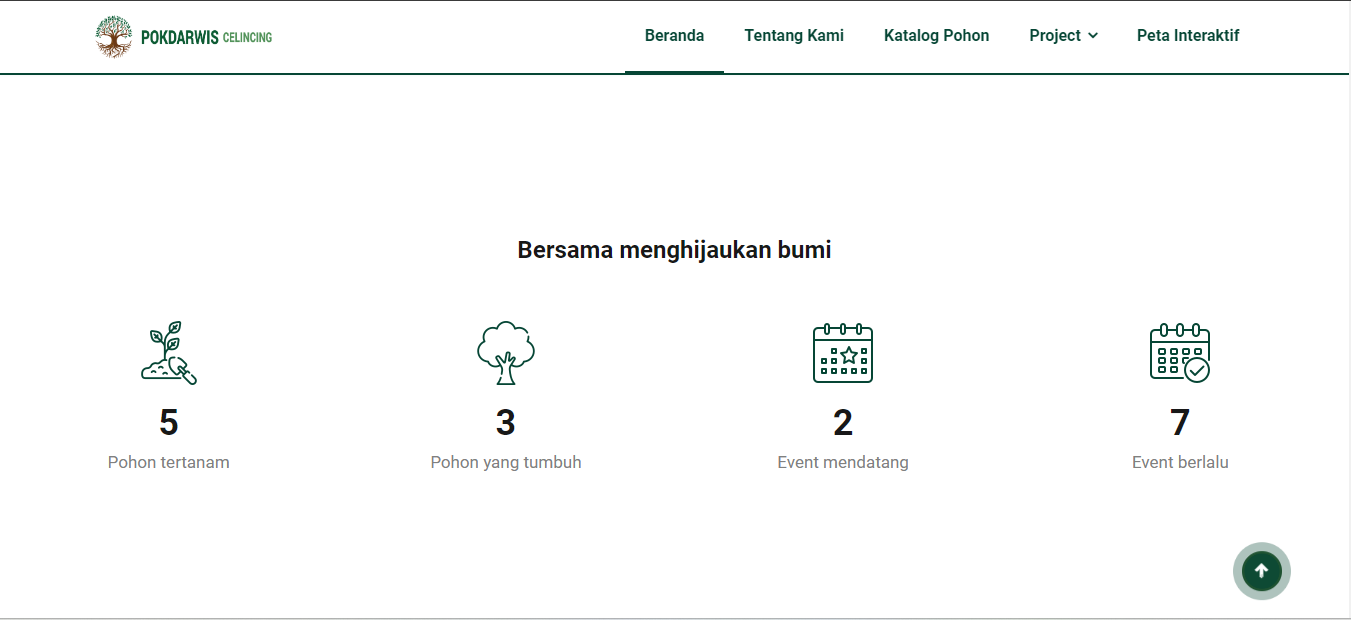 POKDARWIS CELINCING
Beranda Tentang Kami Katalog Pohon Project Peta Interaktif
Bersama menghijaukan bumi
5 3 2 7
Pohon tertanam Pohon yang tumbuh Event mendatang Event berlalu